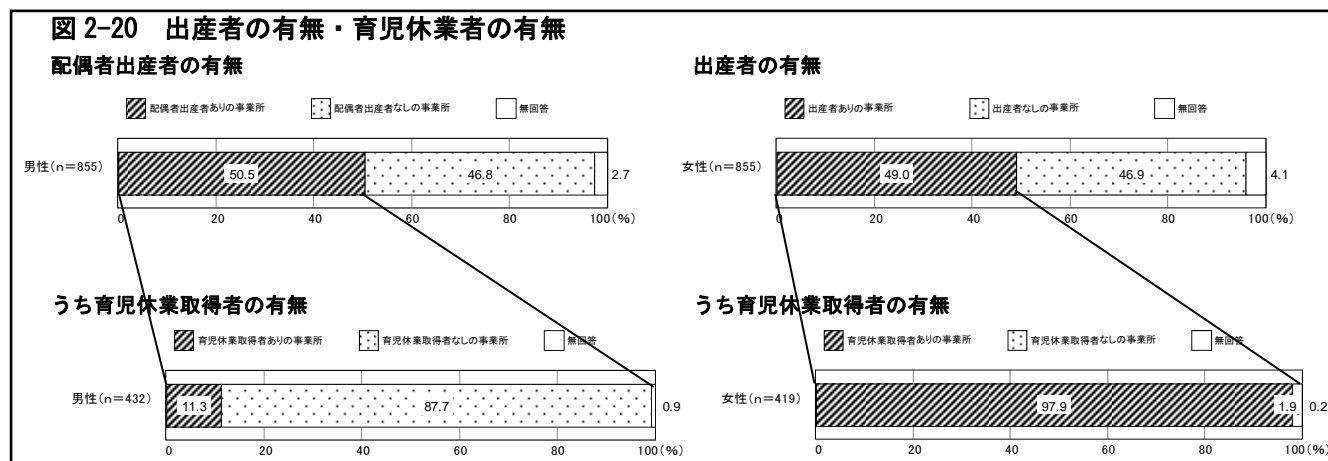 図 2-20 出産者の有無・育児休業者の有無
配偶者出産者の有無
配偶者出産者ありの事業所 配偶者出産者なしの事業所 無回答
男性(n=855) 50.5 46.8 2.7
0 20 40 60 80 100(%)
うち育児休業取得者の有無
育児休業取得者ありの事業所 育児休業取得者なしの事業所 無回答
男性(n=432) 11.3 87.7 0.9
0 20 40 60 80 100(%)
出産者の有無
出産者ありの事業所 出産者なしの事業所 無回答
女性(n=855) 49.0 46.9 4.1
0 20 40 60 80 100(%)
うち育児休業取得者の有無
育児休業取得者ありの事業所 育児休業取得者なしの事業所 無回答
女性(n=419) 97.9 1.9 0.2
0 20 40 60 80 100(%)